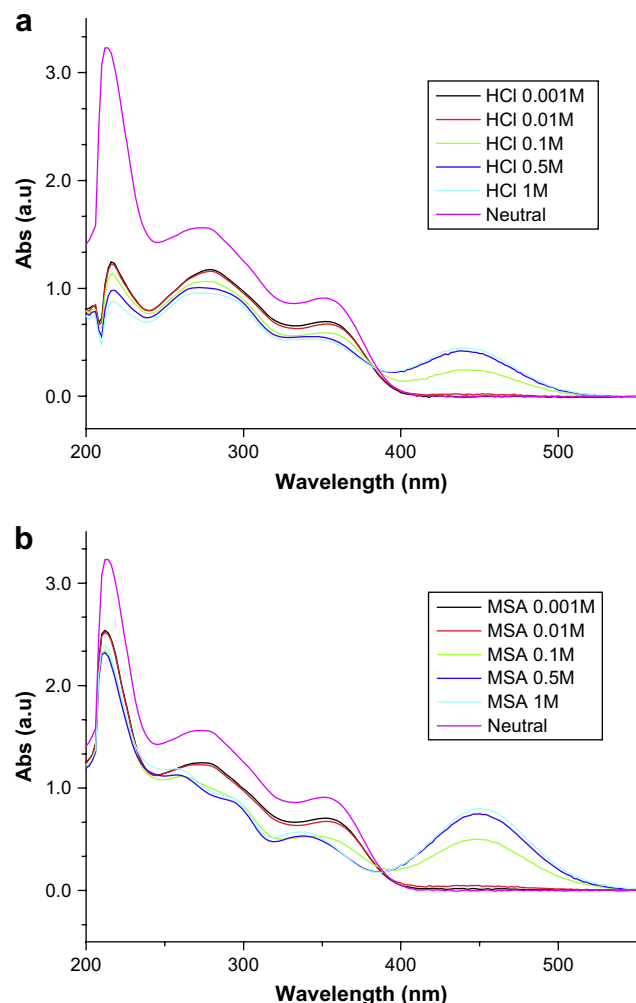 a
3.0
2.0
1.0
0.0
Abs (a.u)
HCl 0.001M
HCl 0.01M
HCl 0.1M
HCl 0.5M
HCl 1M
Neutral
200
300
400
500
Wavelength (nm)
b
3.0
2.0
1.0
0.0
Abs (a.u)
MSA 0.001M
MSA 0.01M
MSA 0.1M
MSA 0.5M
MSA 1M
Neutral
200
300
400
500
Wavelength (nm)